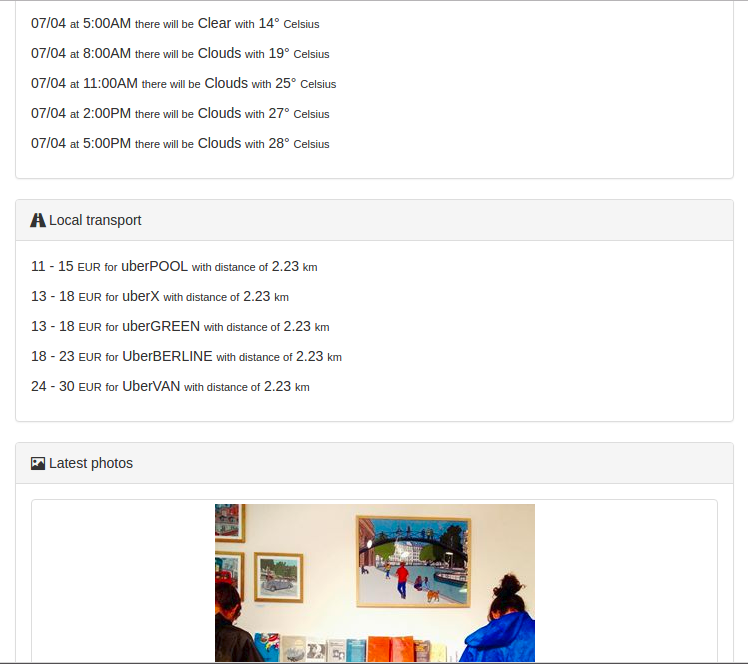 07/04 at 5:00AM there will be Clear with 14° Celsius
07/04 at 8:00AM there will be Clouds with 19° Celsius
07/04 at 11:00AM there will be Clouds with 25° Celsius
07/04 at 2:00PM there will be Clouds with 27° Celsius
07/04 at 5:00PM there will be Clouds with 28° Celsius
Local transport
11 - 15 EUR for uberPOOL with distance of 2.23 km
13 - 18 EUR for uberX with distance of 2.23 km
13 - 18 EUR for uberGREEN with distance of 2.23 km
18 - 23 EUR for UberBERLINE with distance of 2.23 km
24 - 30 EUR for UberVAN with distance of 2.23 km
Latest photos